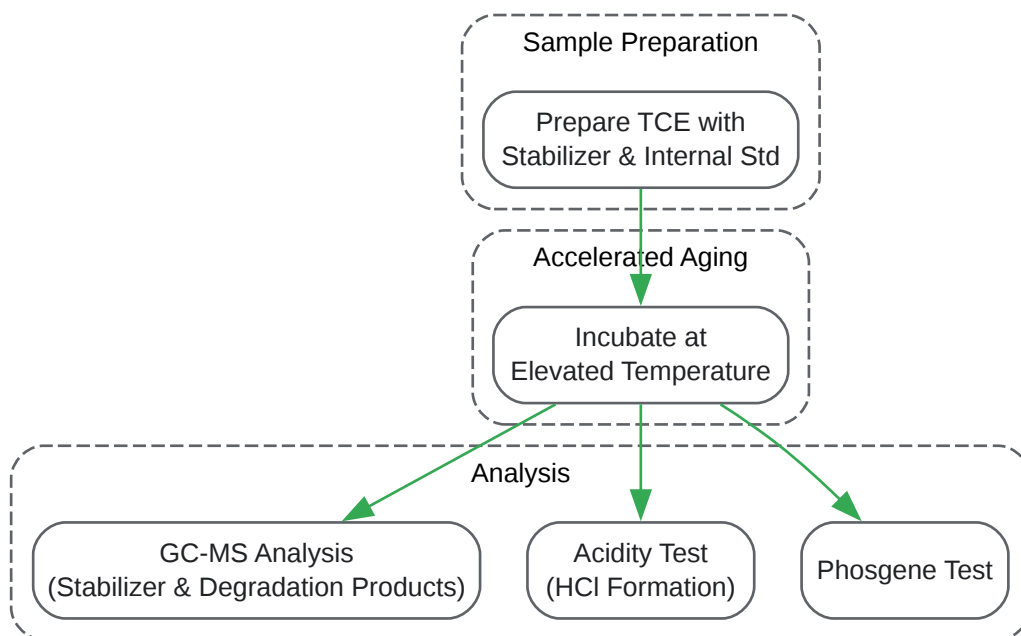 Sample Preparation
Prepare TCE with
Stabilizer & Internal Std
Accelerated Aging
Incubate at
Elevated Temperature
Analysis
GC-MS Analysis
(Stabilizer & Degradation Products)
Acidity Test
(HCl Formation)
Phosgene Test